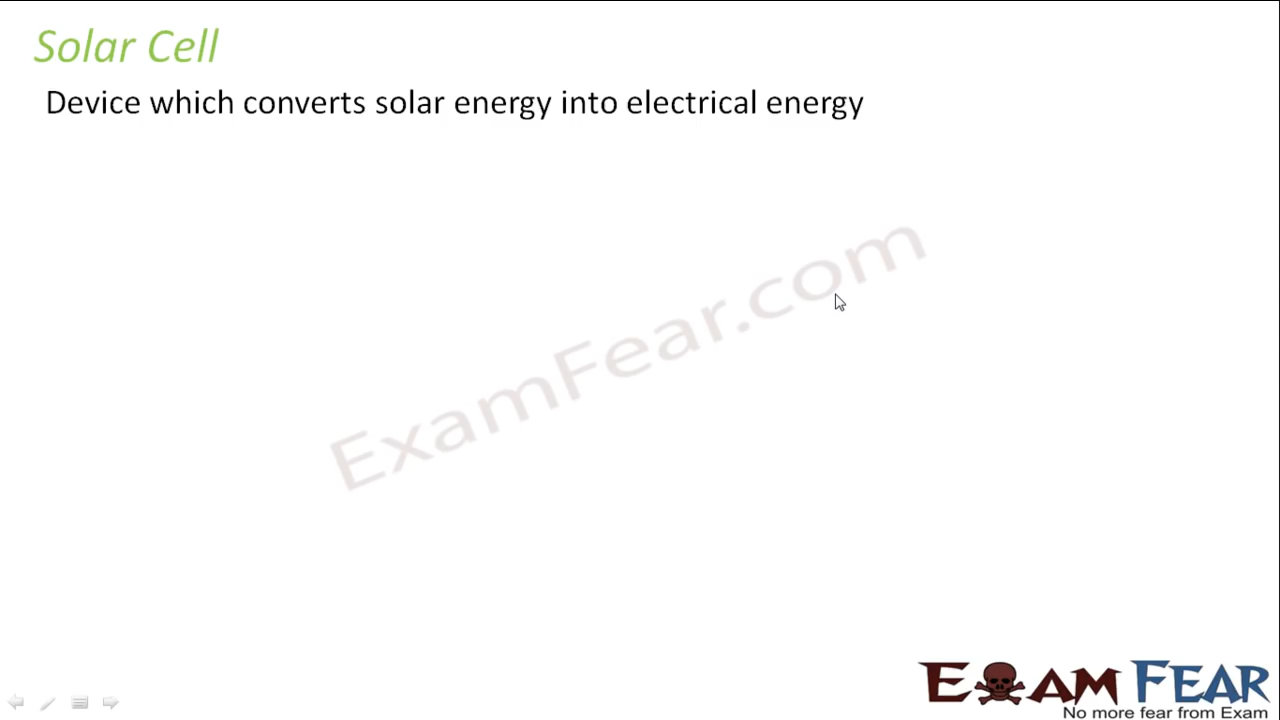 Solar Cell
Device which converts solar energy into electrical energy
ExamFear.com
EXAM FEAR
No more fear from Exam